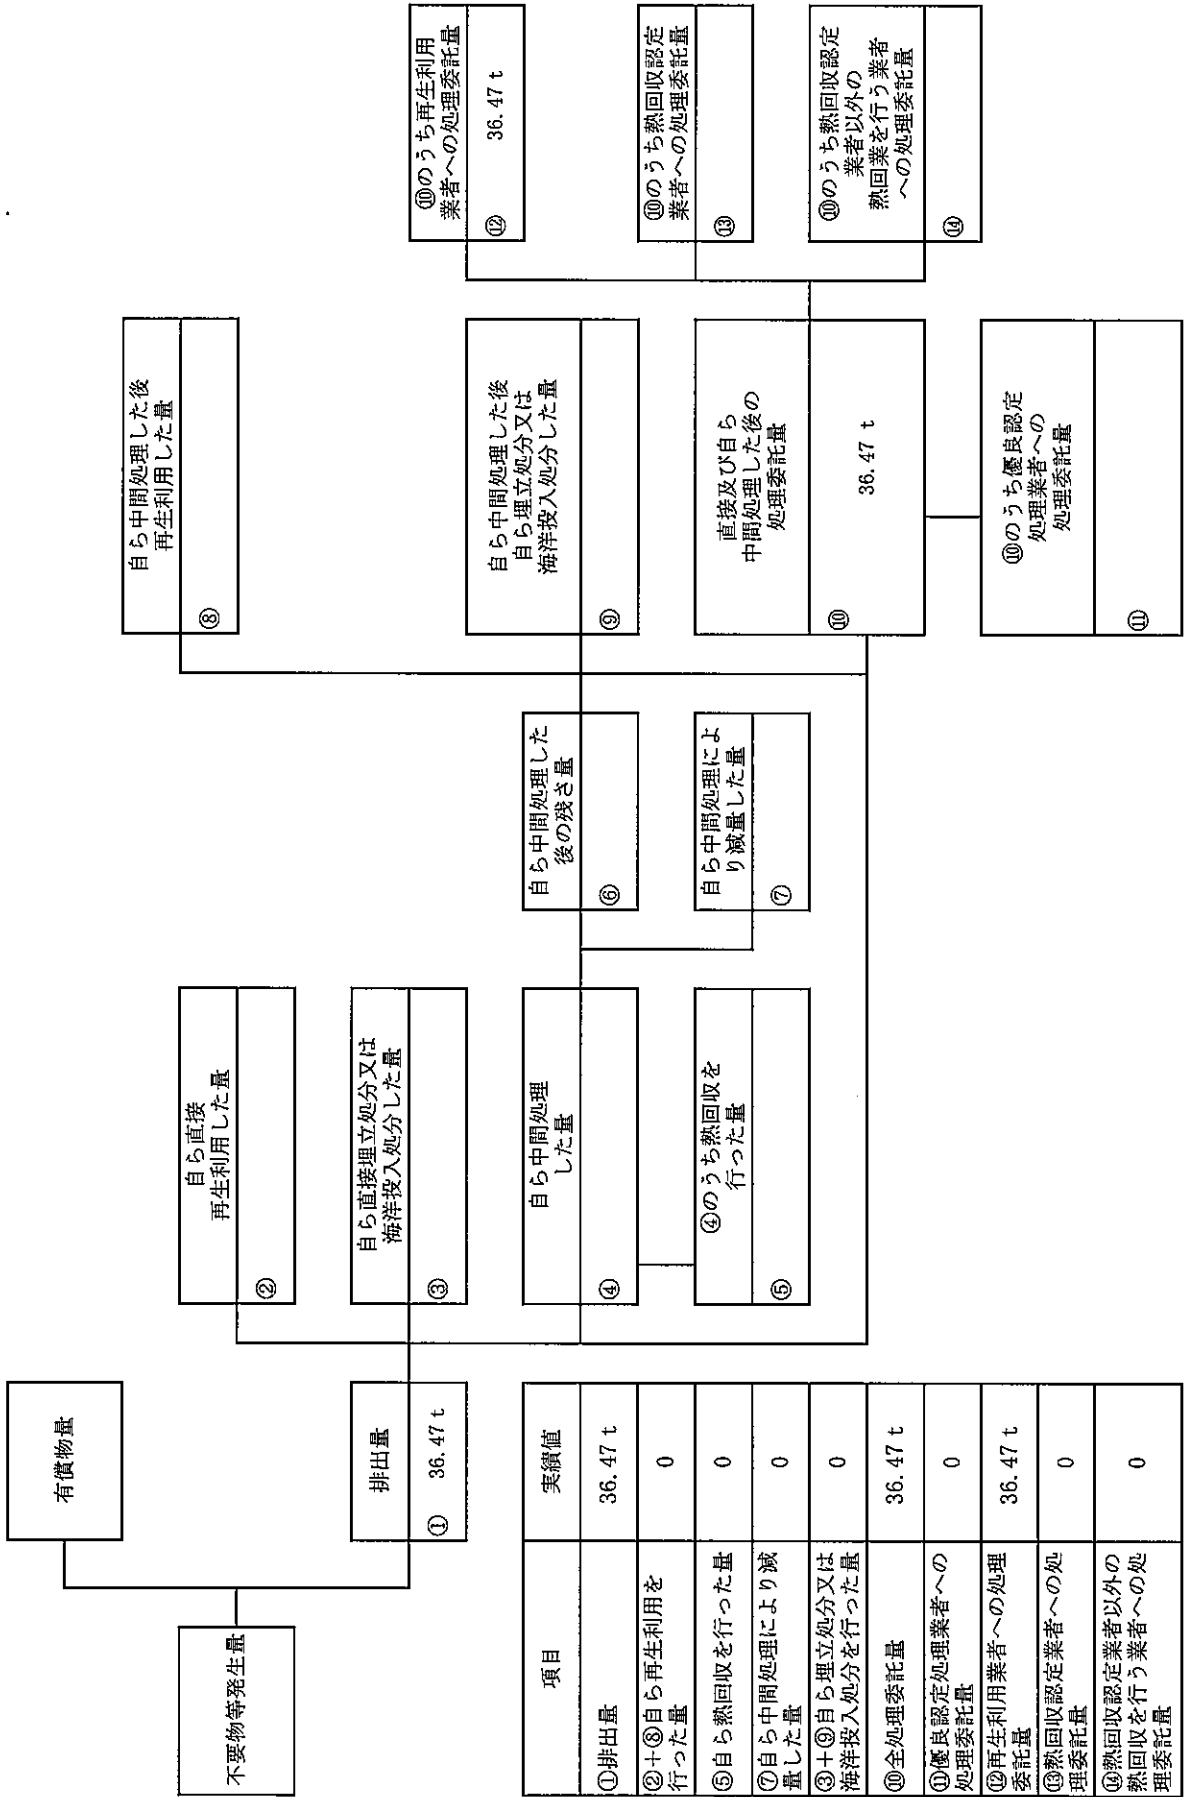 不要物等発生量
有償物量
排出量
① 36.47 t
自ら直接
再生利用した量
②
自ら直接埋立処分又は
海洋投入処分した量
③
自ら中間処理
した量
④
④のうち熱回収を
行った量
⑤
自ら中間処理した
後の残さ量
⑥
自ら中間処理によ
り減量した量
⑦
自ら中間処理した後
再生利用した量
⑧
自ら中間処理した後
自ら埋立処分又は
海洋投入処分した量
⑨
直接及び自ら
中間処理した後の
処理委託量
⑩ 36.47 t
⑩のうち優良認定
処理業者への
処理委託量
⑪
⑩のうち再生利用
業者への処理委託量
⑫ 36.47 t
⑩のうち熱回収認定
業者への処理委託量
⑬
⑩のうち熱回収認定
業者以外の
熱回業を行う業者
への処理委託量
⑭
項目 実績値
①排出量 36.47 t
②+⑧自ら再生利用を
行った量 0
⑤自ら熱回収を行った量 0
⑦自ら中間処理により減
量した量 0
③+⑨自ら埋立処分又は
海洋投入処分を行った量 0
⑩全処理委託量 36.47 t
⑪優良認定処理業者への
処理委託量 0
⑫再生利用業者への処理
委託量 36.47 t
⑬熱回収認定業者への処
理委託量 0
⑭熱回収認定業者以外の
熱回収を行う業者への処
理委託量 0